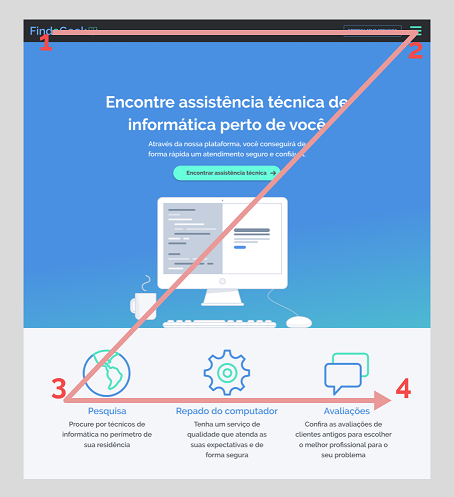 1
2
Encontre assistência técnica de
informática perto de você
Através da nossa plataforma, você conseguirá de
forma rápida um atendimento seguro e confiável.
Encontrar assistência técnica
3
4
Pesquisa
Repado do computador
Avaliações
Procure por técnicos de
informática no perímetro de
sua residência
Tenha um serviço de
qualidade que atenda as
suas expectativas e de
forma segura
Confira as avaliações de
clientes antigos para escolher
o melhor profissional para o
seu problema